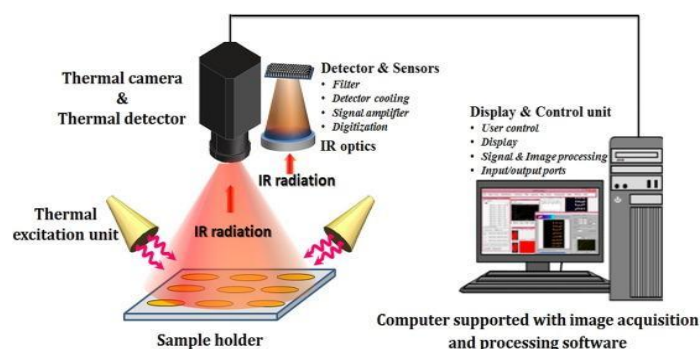 Thermal camera
&
Thermal detector
Detector & Sensors
• Filter
• Detector cooling
• Signal amplifier
• Digitization
IR optics
IR radiation
Display & Control unit
• User control
• Display
• Signal & Image processing
• Input/output ports
Thermal
excitation unit
IR radiation
Sample holder
Computer supported with image acquisition
and processing software